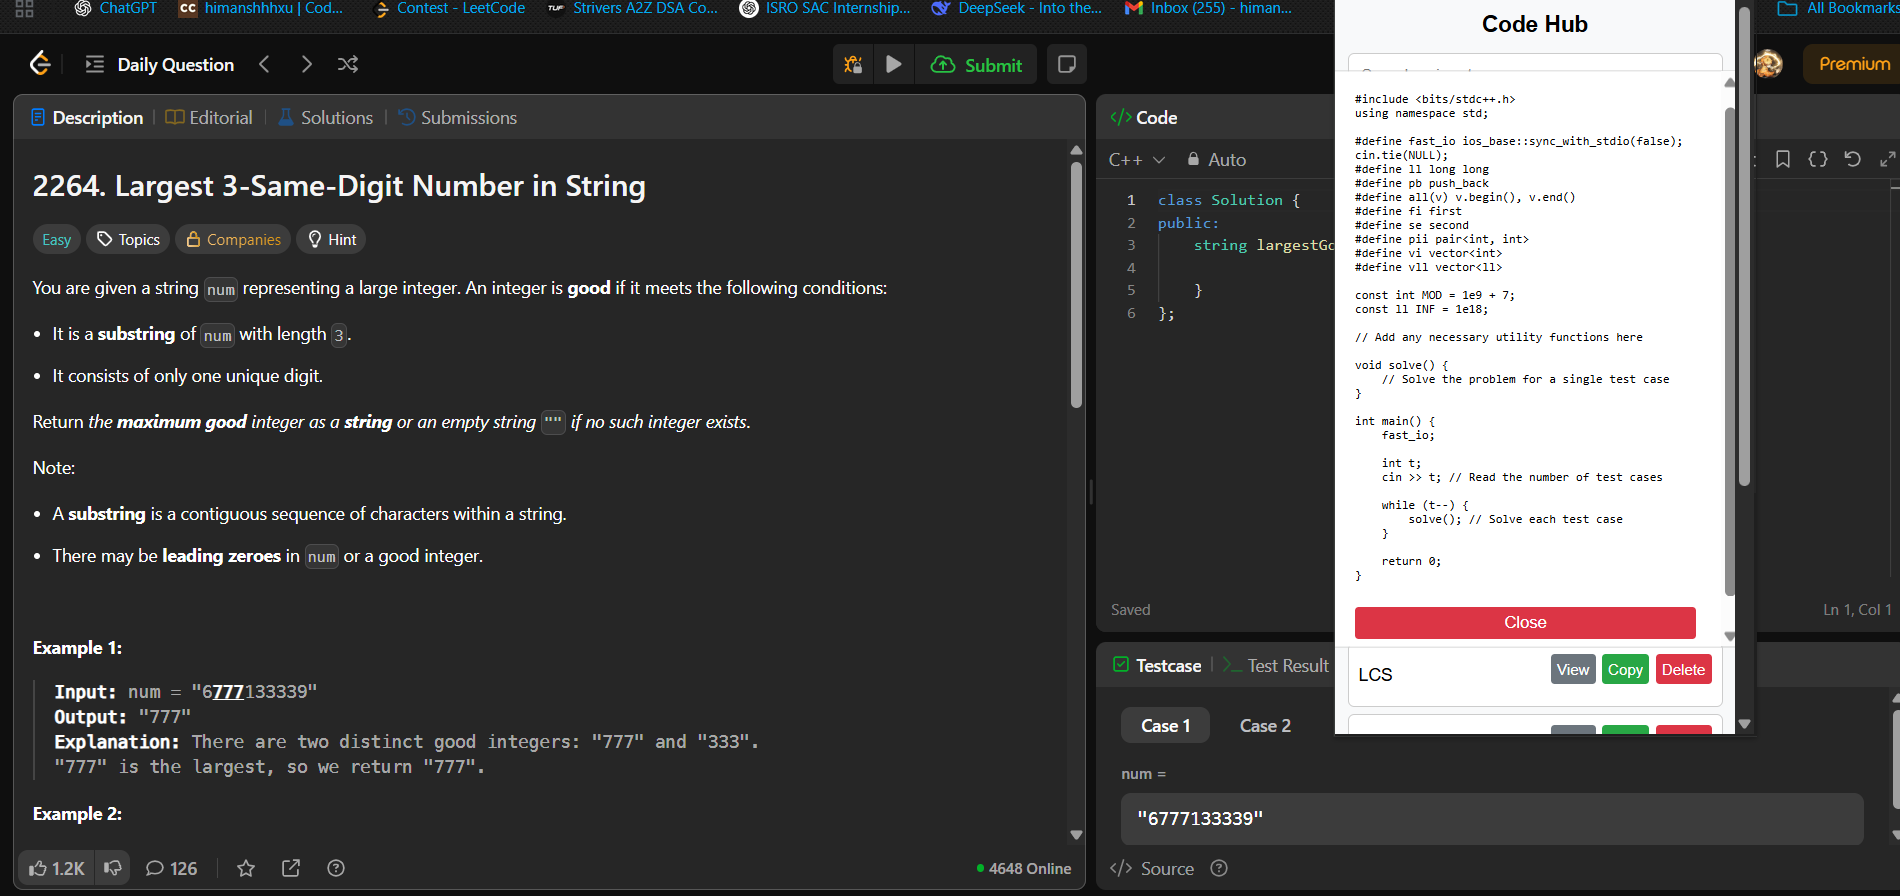 ChatGPT
CC himanshhhxu | Cod...
Contest - LeetCode
TUF Strivers A2Z DSA Co...
ISRO SAC Internship...
DeepSeek - Into the...
Inbox (255) - himan...
All Bookmarks
Daily Question
Submit
Premium
Description
Editorial
Solutions
Submissions
2264. Largest 3-Same-Digit Number in String
Easy
Topics
Companies
Hint
You are given a string num representing a large integer. An integer is good if it meets the following conditions:
• It is a substring of num with length 3.
• It consists of only one unique digit.
Return the maximum good integer as a string or an empty string "" if no such integer exists.
Note:
• A substring is a contiguous sequence of characters within a string.
• There may be leading zeroes in num or a good integer.
Example 1:
Input: num = "6777133339"
Output: "777"
Explanation: There are two distinct good integers: "777" and "333".
"777" is the largest, so we return "777".
Example 2:
1.2K
126
4648 Online
</> Code
C++
Auto
1 class Solution {
2 public:
3 string largestGo
4
5 }
6 };
Saved
Ln 1, Col 1
Testcase
Test Result
Case 1
Case 2
num =
"6777133339"
</> Source
Code Hub
#include <bits/stdc++.h>
using namespace std;
#define fast_io ios_base::sync_with_stdio(false);
cin.tie(NULL);
#define ll long long
#define pb push_back
#define all(v) v.begin(), v.end()
#define fi first
#define se second
#define pii pair<int, int>
#define vi vector<int>
#define vll vector<ll>
const int MOD = 1e9 + 7;
const ll INF = 1e18;
// Add any necessary utility functions here
void solve() {
// Solve the problem for a single test case
}
int main() {
fast_io;
int t;
cin >> t; // Read the number of test cases
while (t--) {
solve(); // Solve each test case
}
return 0;
}
Close
LCS
View
Copy
Delete